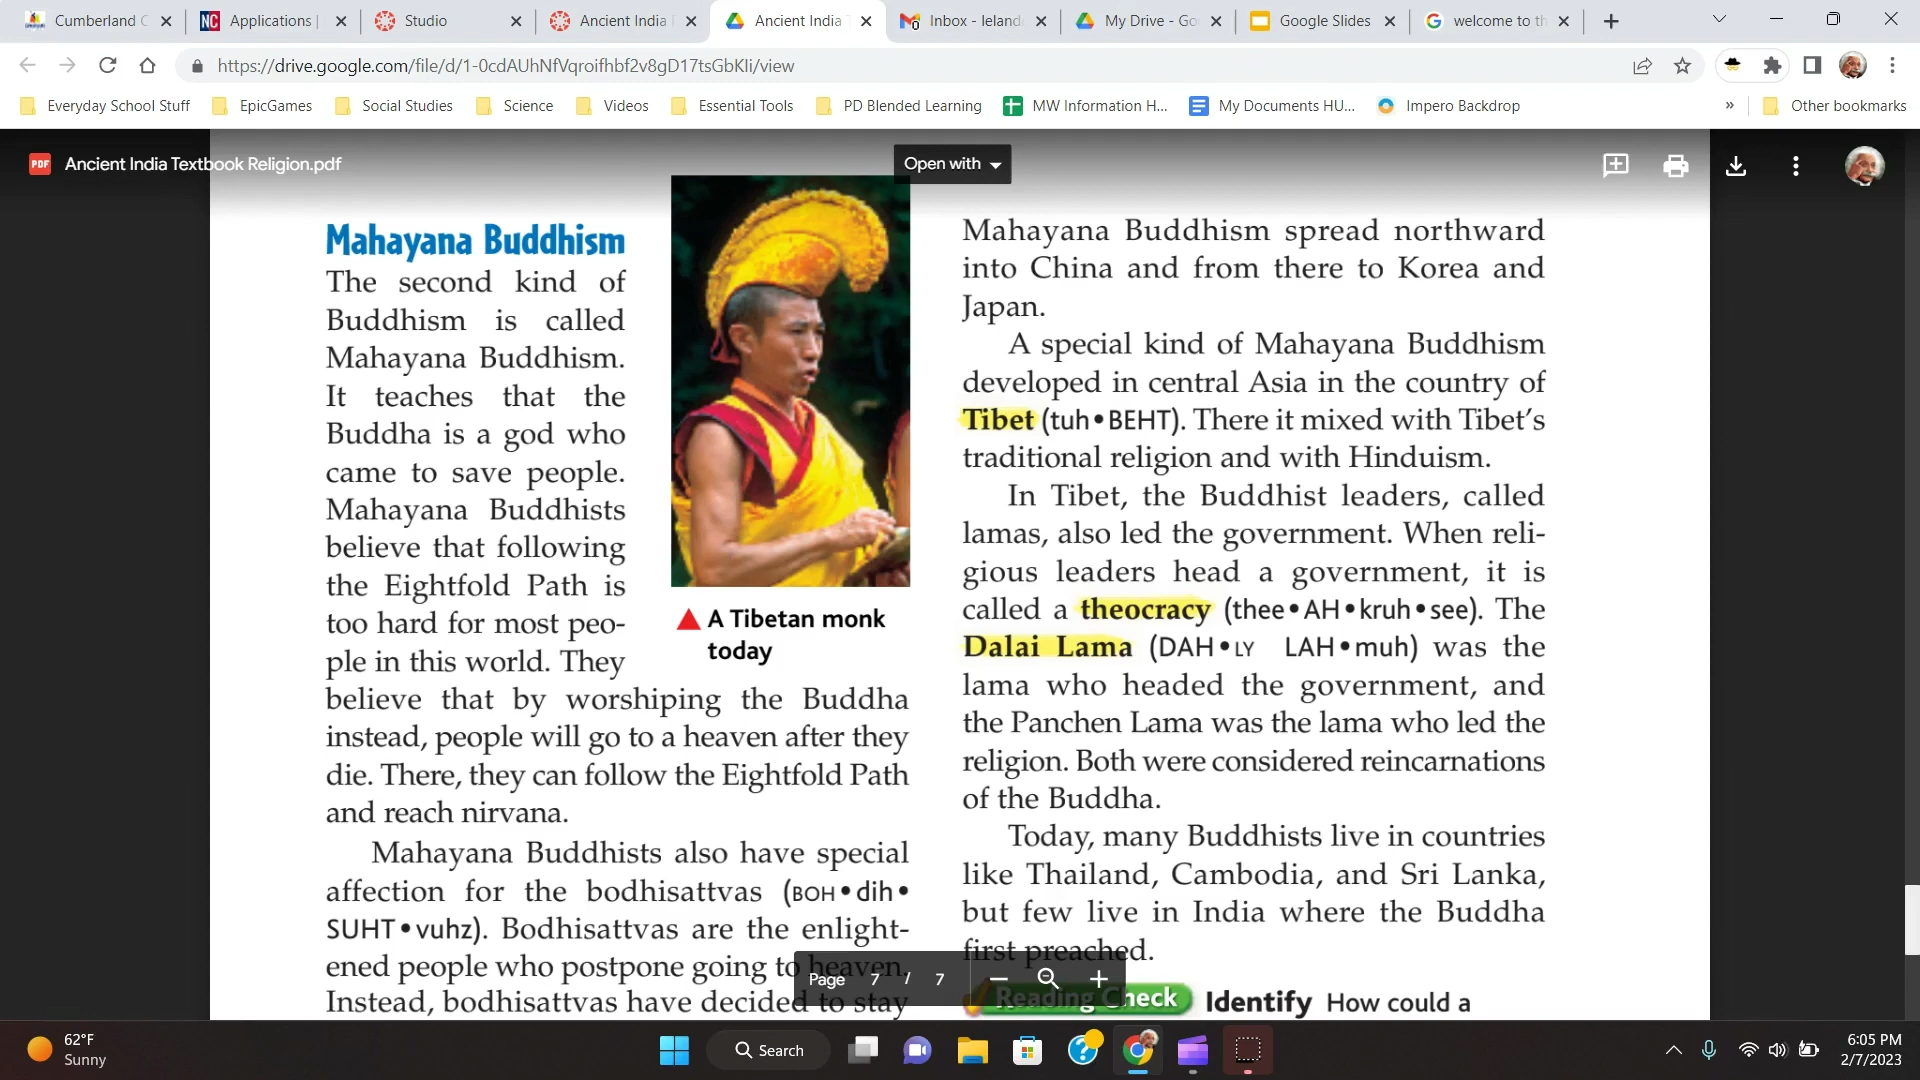 Cumberland C
Applications |
Studio
Ancient India
Ancient India
Inbox - leland
My Drive - Go
Google Slides
welcome to th
https://drive.google.com/file/d/1-0cdAUhNfVqroifhbf2v8gD17tsGbKli/view
Everyday School Stuff
EpicGames
Social Studies
Science
Videos
Essential Tools
PD Blended Learning
MW Information H...
My Documents HU...
Impero Backdrop
»
Other bookmarks
PDF
Ancient India Textbook Religion.pdf
Open with
Mahayana Buddhism
The second kind of
Buddhism is called
Mahayana Buddhism.
It teaches that the
Buddha is a god who
came to save people.
Mahayana Buddhists
believe that following
the Eightfold Path is
too hard for most peo-
ple in this world. They
believe that by worshiping the Buddha
instead, people will go to a heaven after they
die. There, they can follow the Eightfold Path
and reach nirvana.
Mahayana Buddhists also have special
affection for the bodhisattvas (BOH•dih•
SUHT•vuhz). Bodhisattvas are the enlight-
ened people who postpone going to heaven.
Instead, bodhisattvas have decided to stay
A Tibetan monk
today
Mahayana Buddhism spread northward
into China and from there to Korea and
Japan.
A special kind of Mahayana Buddhism
developed in central Asia in the country of
Tibet (tuh•BEHT). There it mixed with Tibet's
traditional religion and with Hinduism.
In Tibet, the Buddhist leaders, called
lamas, also led the government. When reli-
gious leaders head a government, it is
called a theocracy (thee•AH•kruh•see). The
Dalai Lama (DAH•LY LAH•muh) was the
lama who headed the government, and
the Panchen Lama was the lama who led the
religion. Both were considered reincarnations
of the Buddha.
Today, many Buddhists live in countries
like Thailand, Cambodia, and Sri Lanka,
but few live in India where the Buddha
first preached.
Reading Check Identify How could a
Page 7 / 7
62°F
Sunny
Search
6:05 PM
2/7/2023